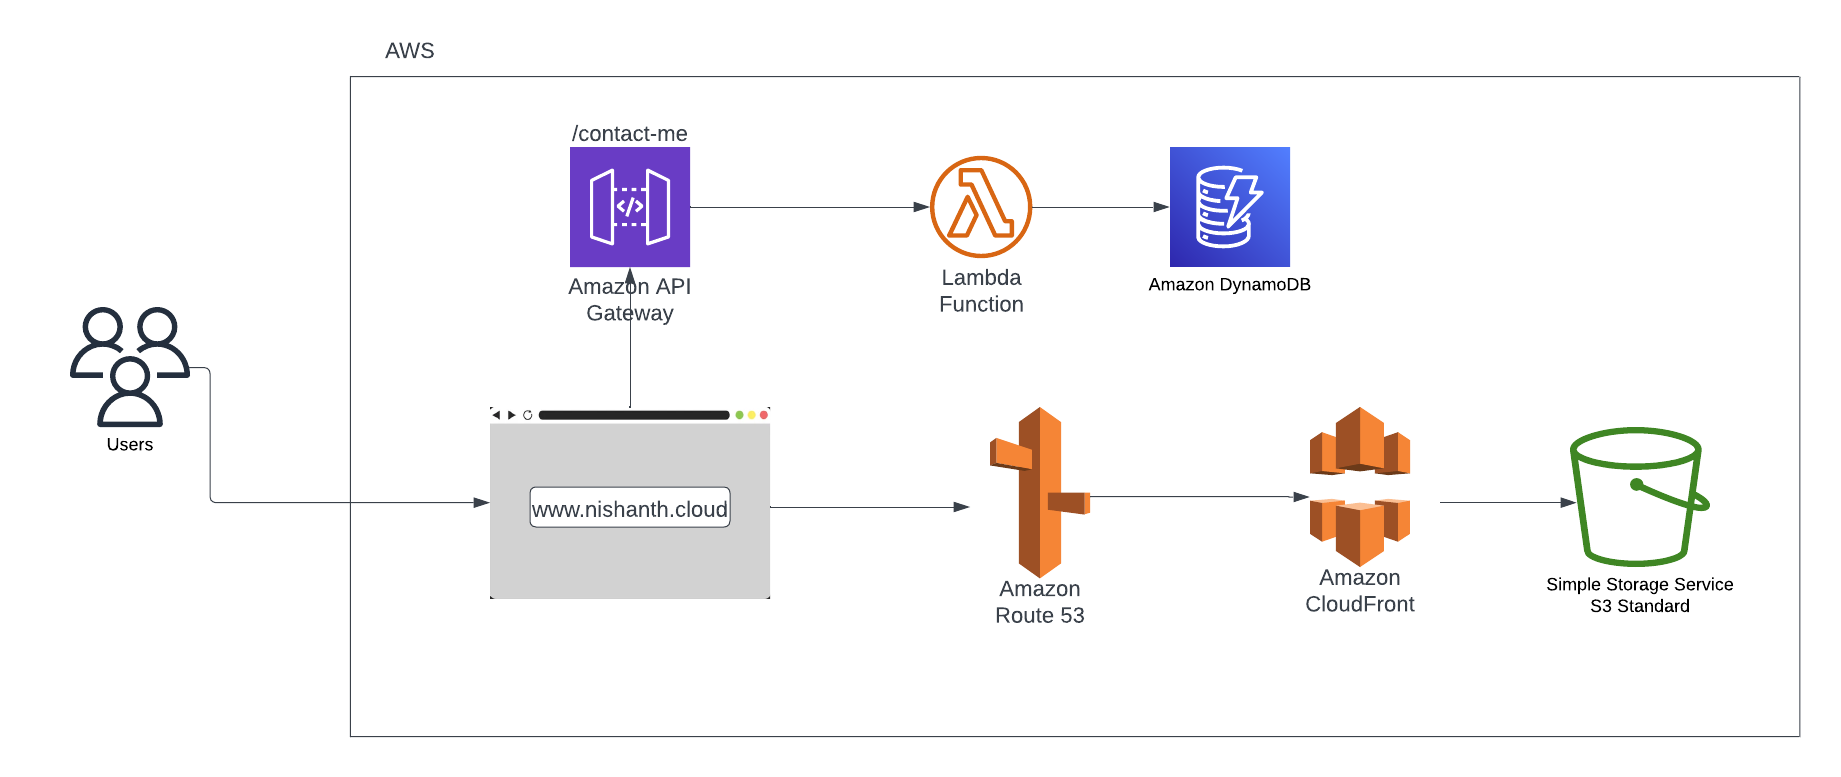 AWS
/contact-me
Amazon API
Gateway
Lambda
Function
Amazon DynamoDB
Users
www.nishanth.cloud
Amazon
Route 53
Amazon
CloudFront
Simple Storage Service
S3 Standard